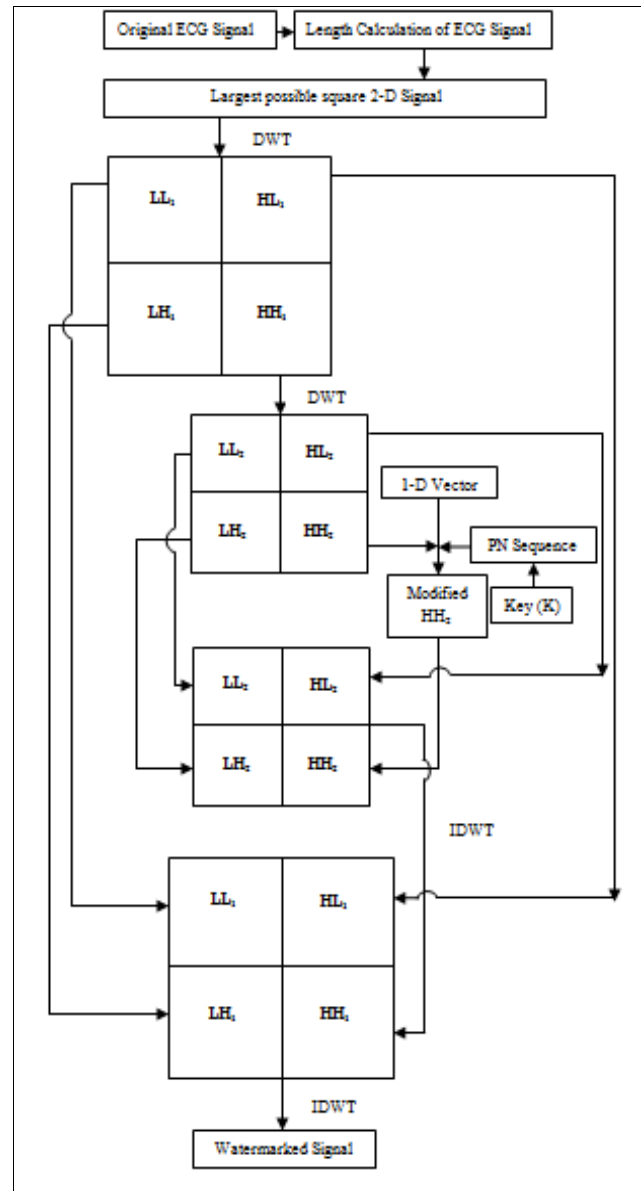 Original ECG Signal
Length Calculation of ECG Signal
Largest possible square 2-D Signal
DWT
LL₁
HL₁
LH₁
HH₁
DWT
LL₂
HL₂
LH₂
HH₂
1-D Vector
PN Sequence
Modified
HH₂
Key (K)
LL₂
HL₂
LH₂
HH₂
IDWT
LL₁
HL₁
LH₁
HH₁
IDWT
Watermarked Signal